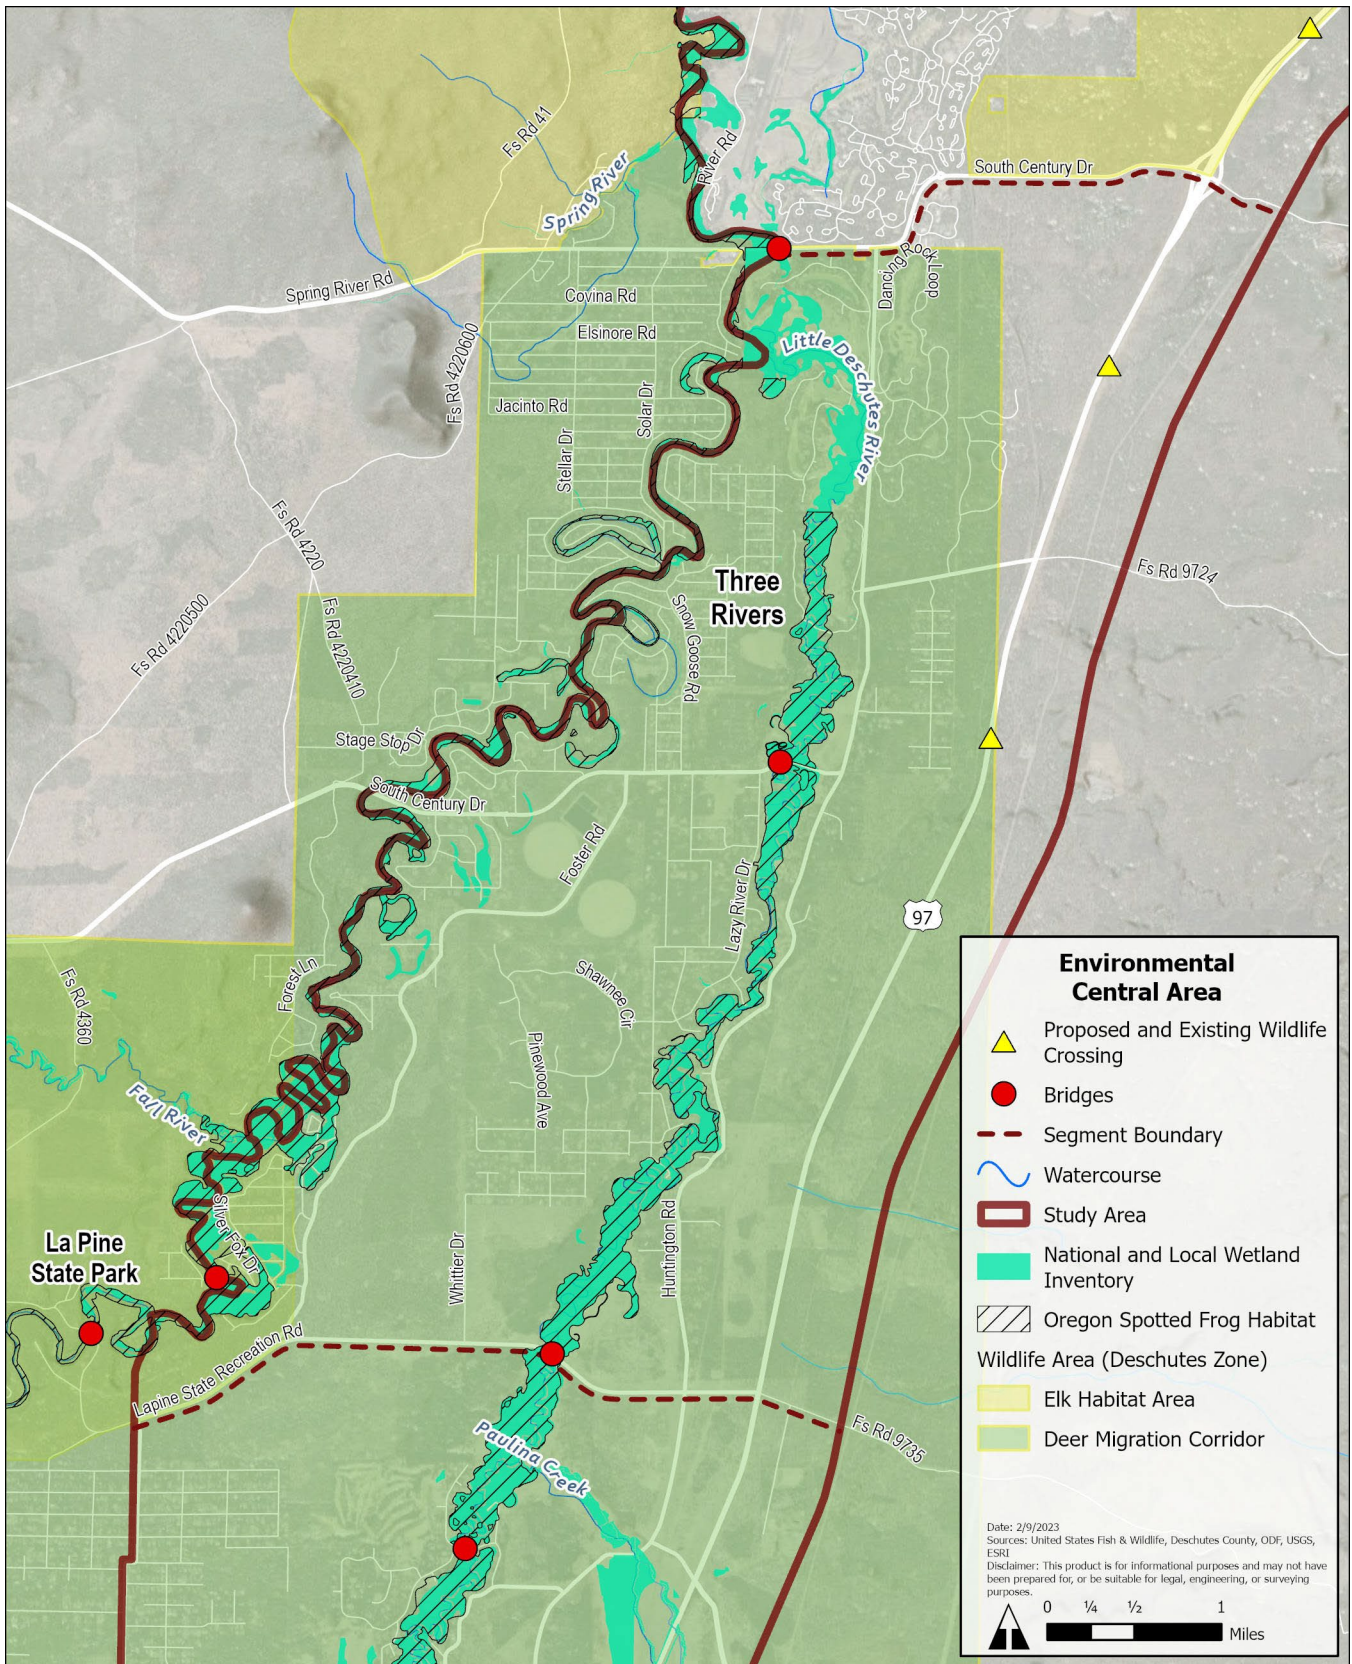 Fs Rd 41
River Rd
South Century Dr
Spring River
Dancing Rock Loop
Spring River Rd
Covina Rd
Elsinore Rd
Little Deschutes River
Fs Rd 4220600
Jacinto Rd
Solar Dr
Stellar Dr
Fs Rd 4220
Three
Rivers
Fs Rd 9724
Fs Rd 4220500
Fs Rd 4220410
Snow Goose Rd
Stage Stop Dr
South Century Dr
Foster Rd
Lazy River Dr
97
Forest Ln
Shawnee Cir
Fs Rd 4360
Pinewood Ave
Fall River
Silver Fox Dr
La Pine
State Park
Whittier Dr
Huntington Rd
Lapine State Recreation Rd
Fs Rd 9735
Paulina Creek
Environmental
Central Area
Proposed and Existing Wildlife
Crossing
Bridges
Segment Boundary
Watercourse
Study Area
National and Local Wetland
Inventory
Oregon Spotted Frog Habitat
Wildlife Area (Deschutes Zone)
Elk Habitat Area
Deer Migration Corridor
Date: 2/9/2023
Sources: United States Fish & Wildlife, Deschutes County, ODF, USGS,
ESRI
Disclaimer: This product is for informational purposes and may not have
been prepared for, or be suitable for legal, engineering, or surveying
purposes.
0 ¼ ½ 1
Miles